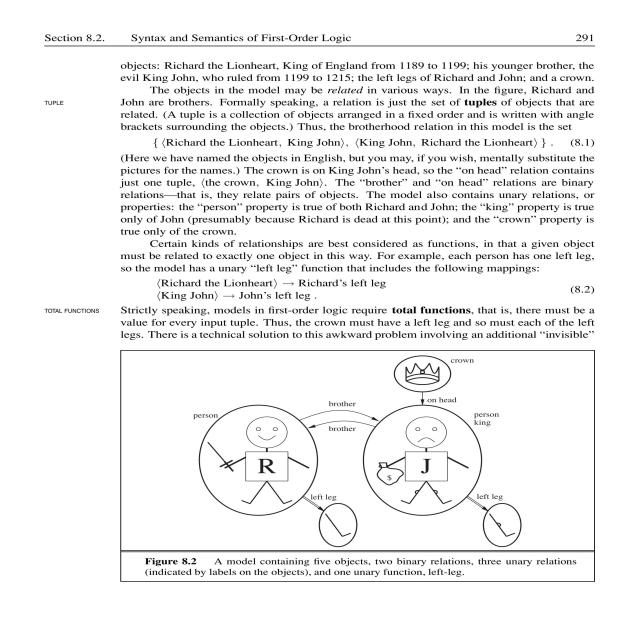 Section 8.2. Syntax and Semantics of First-Order Logic 291
objects: Richard the Lionheart, King of England from 1189 to 1199; his younger brother, the
evil King John, who ruled from 1199 to 1215; the left legs of Richard and John; and a crown.
The objects in the model may be related in various ways. In the figure, Richard and
TUPLE
John are brothers. Formally speaking, a relation is just the set of tuples of objects that are
related. (A tuple is a collection of objects arranged in a fixed order and is written with angle
brackets surrounding the objects.) Thus, the brotherhood relation in this model is the set
{ ⟨Richard the Lionheart, King John⟩, ⟨King John, Richard the Lionheart⟩ } . (8.1)
(Here we have named the objects in English, but you may, if you wish, mentally substitute the
pictures for the names.) The crown is on King John's head, so the “on head” relation contains
just one tuple, ⟨the crown, King John⟩. The “brother” and “on head” relations are binary
relations—that is, they relate pairs of objects. The model also contains unary relations, or
properties: the “person” property is true of both Richard and John; the “king” property is true
only of John (presumably because Richard is dead at this point); and the “crown” property is
true only of the crown.
Certain kinds of relationships are best considered as functions, in that a given object
must be related to exactly one object in this way. For example, each person has one left leg,
so the model has a unary “left leg” function that includes the following mappings:
⟨Richard the Lionheart⟩ → Richard's left leg
⟨King John⟩ → John's left leg .
(8.2)
TOTAL FUNCTIONS
Strictly speaking, models in first-order logic require total functions, that is, there must be a
value for every input tuple. Thus, the crown must have a left leg and so must each of the left
legs. There is a technical solution to this awkward problem involving an additional “invisible”
crown
on head
person
brother
brother
person
king
R
J
$
left leg
left leg
Figure 8.2 A model containing five objects, two binary relations, three unary relations
(indicated by labels on the objects), and one unary function, left-leg.